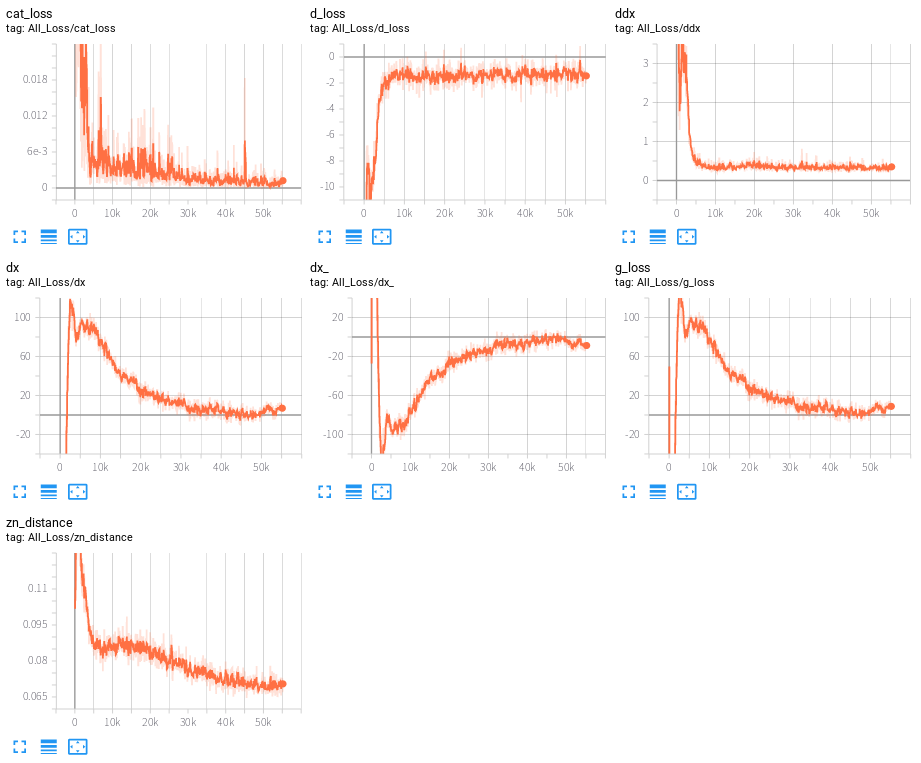 cat_loss
tag: All_Loss/cat_loss
0.018
0.012
6e-3
0
0 10k 20k 30k 40k 50k
d_loss
tag: All_Loss/d_loss
0
-2
-4
-6
-8
-10
0 10k 20k 30k 40k 50k
ddx
tag: All_Loss/ddx
3
2
1
0
0 10k 20k 30k 40k 50k
dx
tag: All_Loss/dx
100
60
20
-20
0 10k 20k 30k 40k 50k
dx_
tag: All_Loss/dx_
20
-20
-60
-100
0 10k 20k 30k 40k 50k
g_loss
tag: All_Loss/g_loss
100
60
20
-20
0 10k 20k 30k 40k 50k
zn_distance
tag: All_Loss/zn_distance
0.11
0.095
0.08
0.065
0 10k 20k 30k 40k 50k